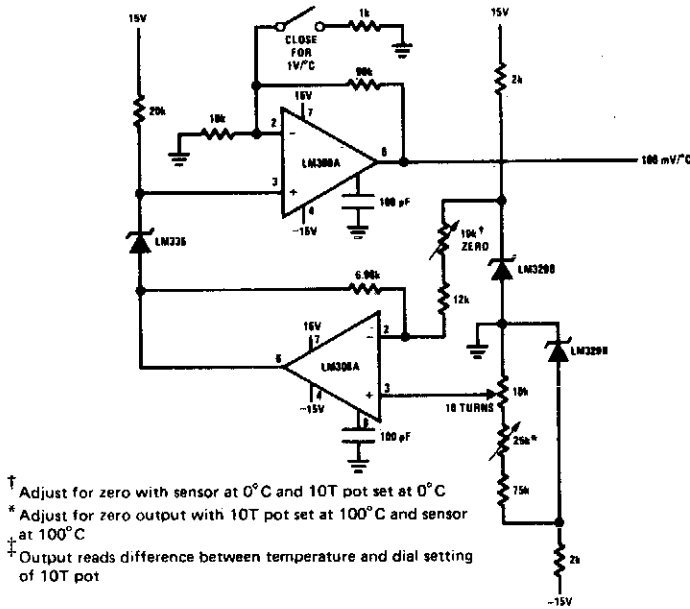 15V
15V
1k
CLOSE
FOR
1V/°C
2k
20k
90k
15V
7
10k
2
−
6
LM308A
100 mV/°C
3
+
4
−15V
100 pF
10k†
ZERO
LM335
LM329B
6.98k
12k
15V
7
2
−
LM329B
6
LM308A
10k
+
3
4
−15V
10 TURNS
8
100 pF
25k*
75k
† Adjust for zero with sensor at 0°C and 10T pot set at 0°C
* Adjust for zero output with 10T pot set at 100°C and sensor
at 100°C
‡ Output reads difference between temperature and dial setting
of 10T pot
2k
−15V